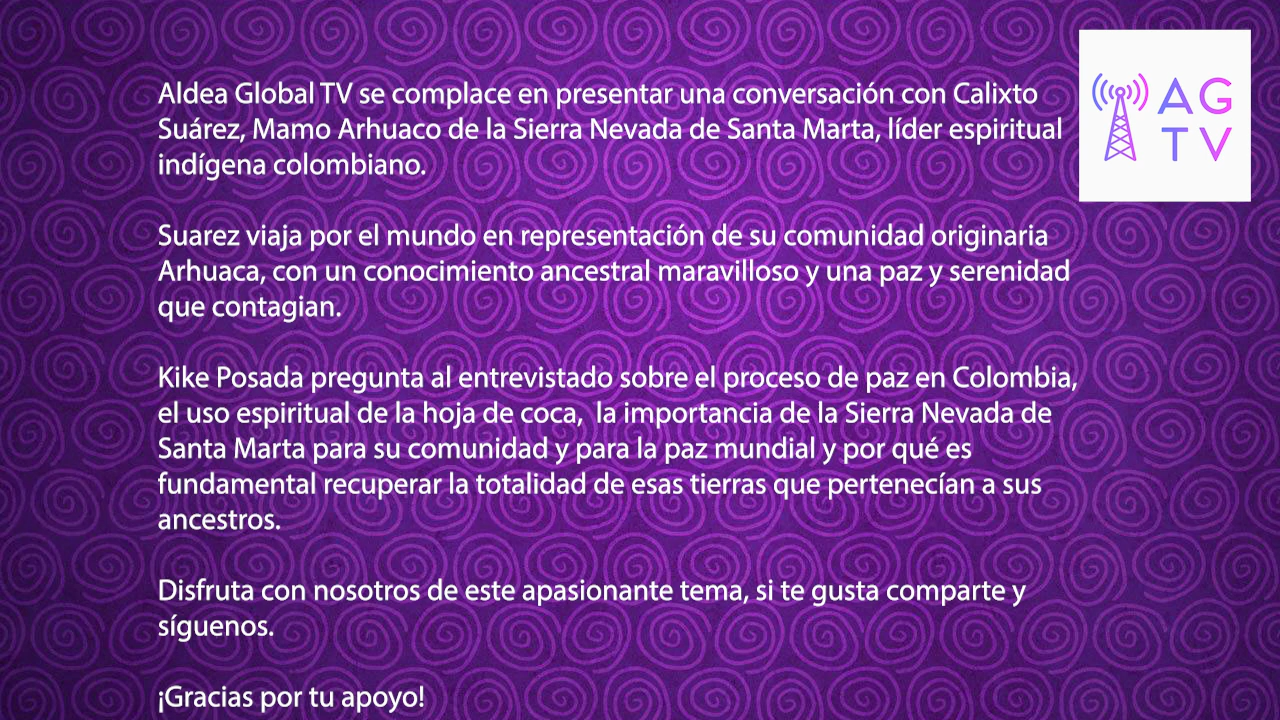 Aldea Global TV se complace en presentar una conversación con Calixto
Suárez, Mamo Arhuaco de la Sierra Nevada de Santa Marta, líder espiritual
indígena colombiano.
Suarez viaja por el mundo en representación de su comunidad originaria
Arhuaca, con un conocimiento ancestral maravilloso y una paz y serenidad
que contagian.
Kike Posada pregunta al entrevistado sobre el proceso de paz en Colombia,
el uso espiritual de la hoja de coca,  la importancia de la Sierra Nevada de
Santa Marta para su comunidad y para la paz mundial y por qué es
fundamental recuperar la totalidad de esas tierras que pertenecían a sus
ancestros.
Disfruta con nosotros de este apasionante tema, si te gusta comparte y
síguenos.
¡Gracias por tu apoyo!
AG
TV